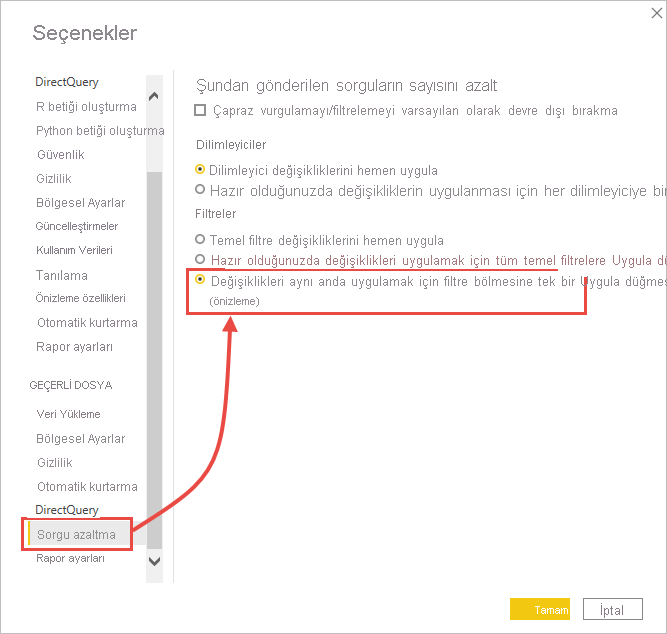 Seçenekler
DirectQuery
R betiği oluşturma
Python betiği oluşturma
Güvenlik
Gizlilik
Bölgesel Ayarlar
Güncelleştirmeler
Kullanım Verileri
Tanılama
Önizleme özellikleri
Otomatik kurtarma
Rapor ayarları
GEÇERLİ DOSYA
Veri Yükleme
Bölgesel Ayarlar
Gizlilik
Otomatik kurtarma
DirectQuery
Sorgu azaltma
Rapor ayarları
Şundan gönderilen sorguların sayısını azalt
Çapraz vurgulamayı/filtrelemeyi varsayılan olarak devre dışı bırakma
Dilimleyiciler
Dilimleyici değişikliklerini hemen uygula
Hazır olduğunuzda değişikliklerin uygulanması için her dilimleyiciye bir
Filtreler
Temel filtre değişikliklerini hemen uygula
Hazır olduğunuzda değişiklikleri uygulamak için tüm temel filtrelere Uygula
Değişiklikleri aynı anda uygulamak için filtre bölmesine tek bir Uygula
(önizleme)
Tamam
İptal